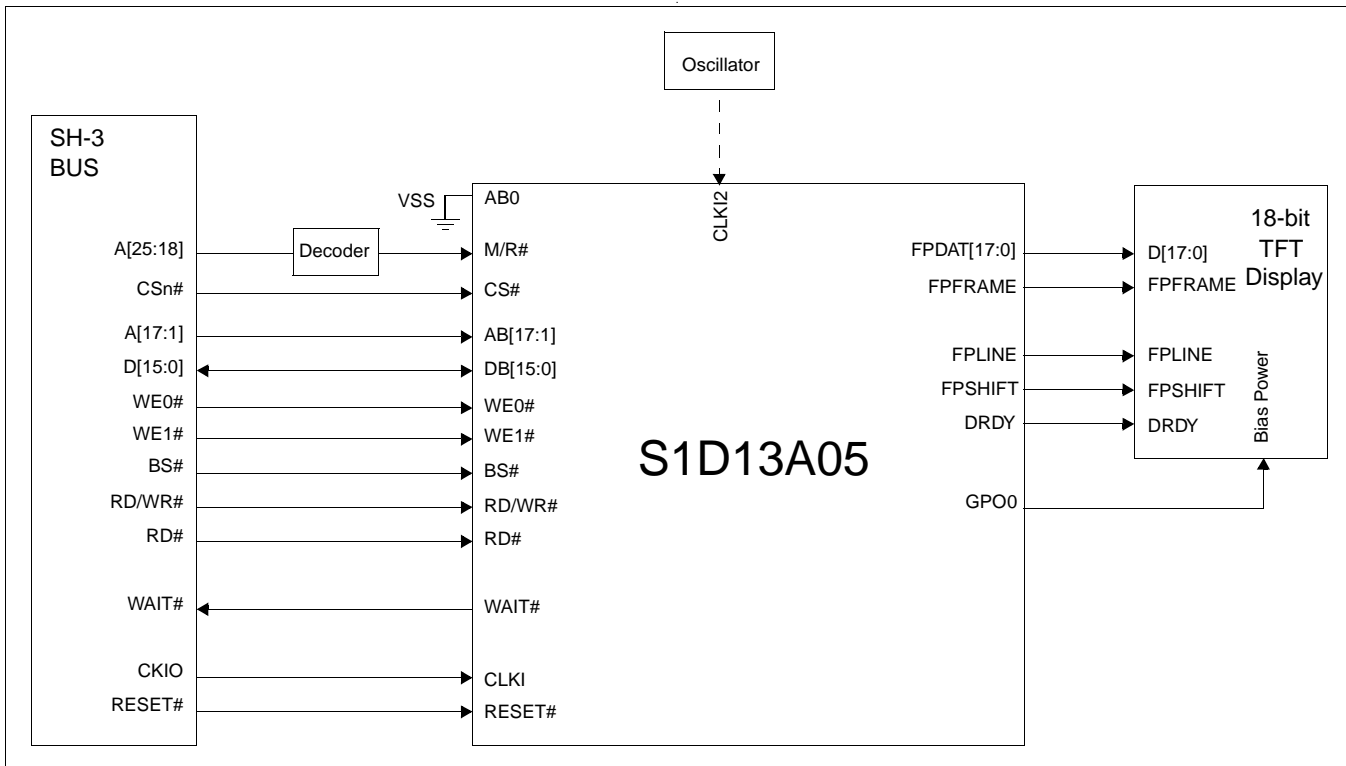 Oscillator
SH-3
BUS
VSS
AB0
CLKI2
A[25:18]
Decoder
M/R#
CSn#
CS#
A[17:1]
AB[17:1]
D[15:0]
DB[15:0]
WE0#
WE0#
WE1#
WE1#
BS#
BS#
RD/WR#
RD/WR#
RD#
RD#
WAIT#
WAIT#
CKIO
CLKI
RESET#
RESET#
S1D13A05
FPDAT[17:0]
FPFRAME
FPLINE
FPSHIFT
DRDY
GPO0
18-bit
TFT
Display
D[17:0]
FPFRAME
FPLINE
FPSHIFT
DRDY
Bias Power